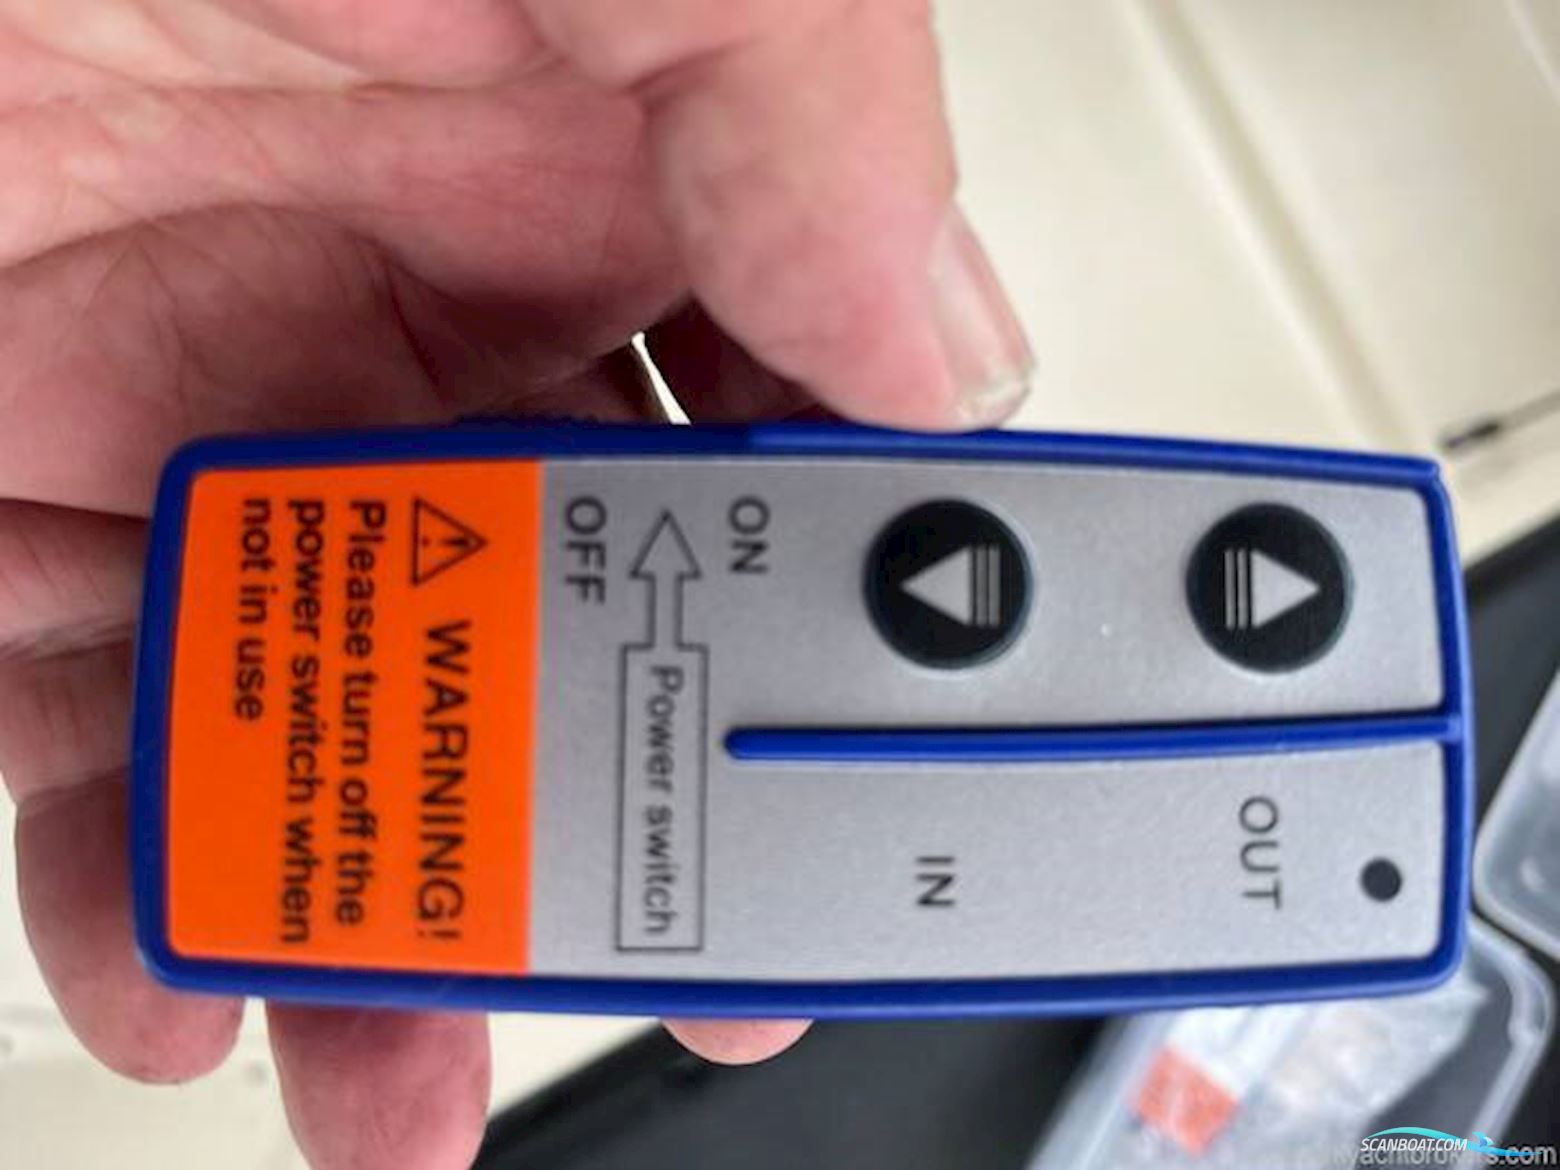 OUT
IN
ON
Power switch
OFF
WARNING!
Please turn off the
power switch when
not in use
SCANBOAT.COM